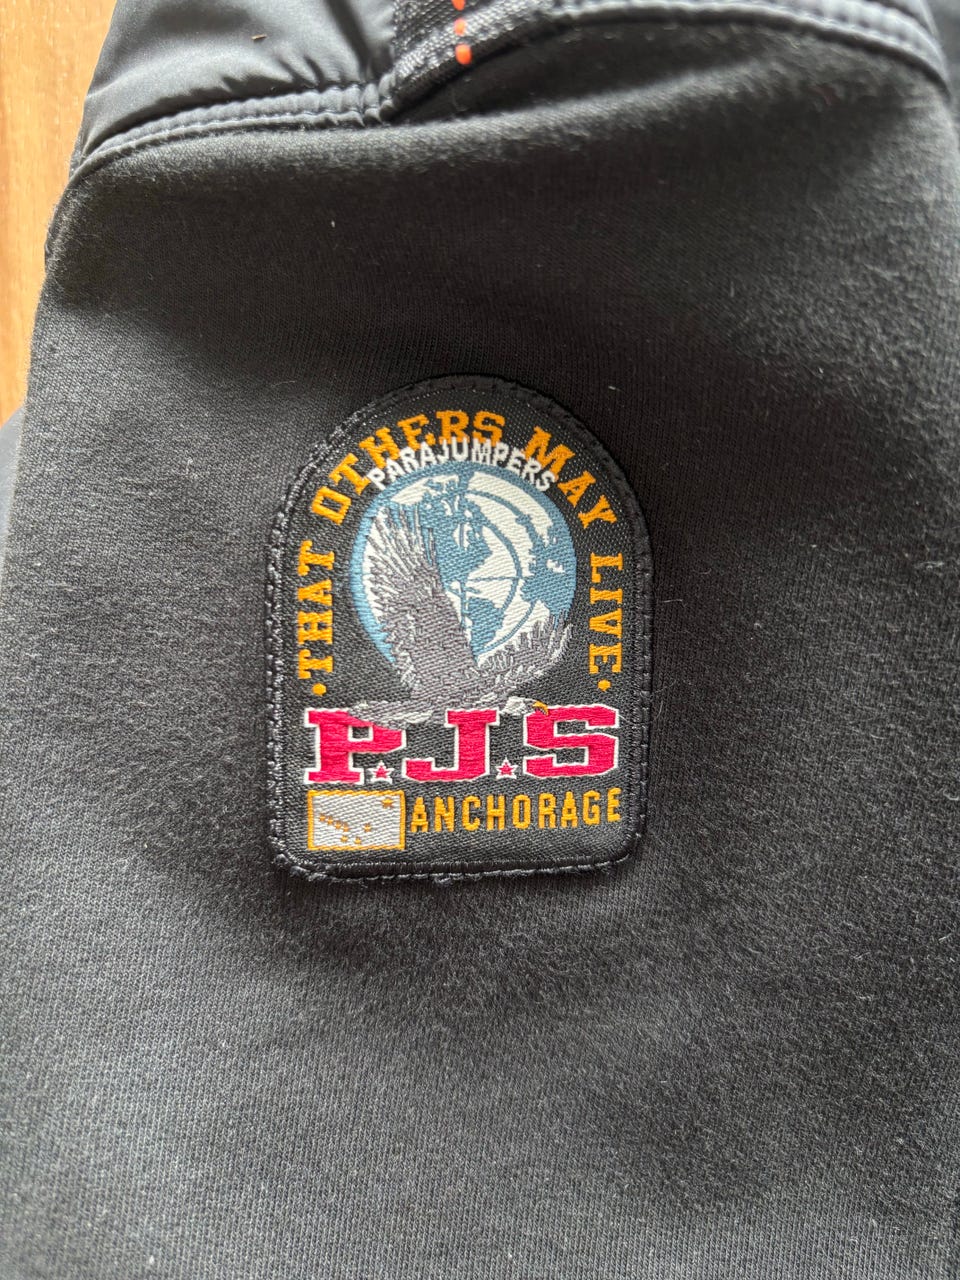 ·THAT OTHERS MAY LIVE·
PARAJUMPERS
P.J.S
ANCHORAGE